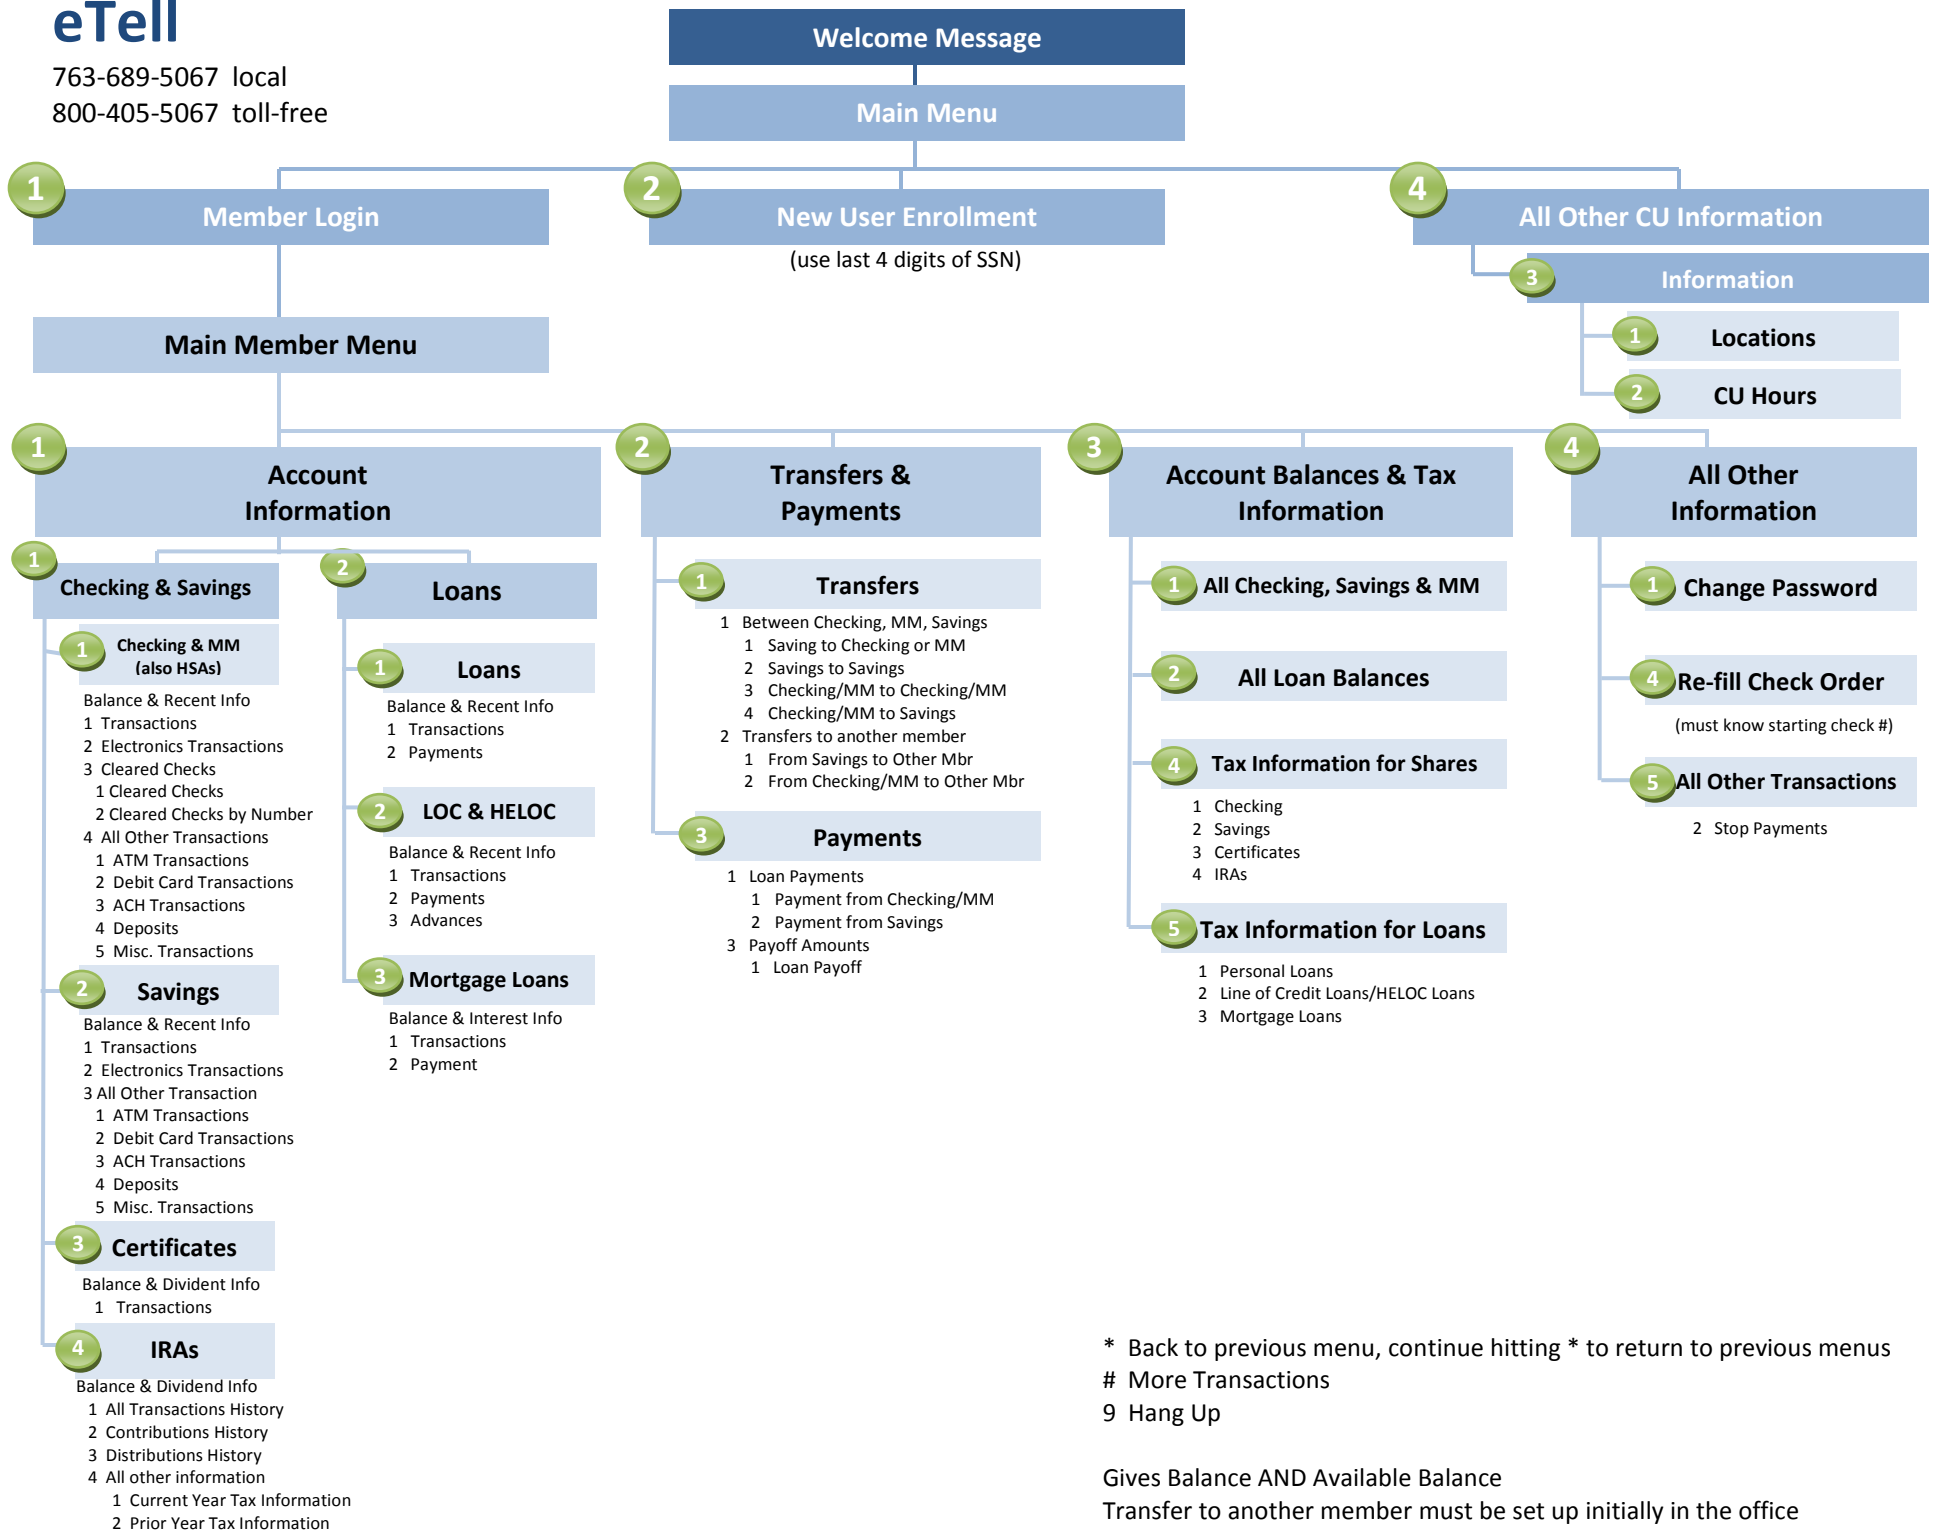 eTell
763-689-5067 local
800-405-5067 toll-free
Welcome Message
Main Menu
1
Member Login
2
New User Enrollment
(use last 4 digits of SSN)
4
All Other CU Information
3
Information
1
Locations
2
CU Hours
Main Member Menu
1
Account
Information
1
Checking & Savings
1
Checking & MM
(also HSAs)
Balance & Recent Info
1 Transactions
2 Electronics Transactions
3 Cleared Checks
1 Cleared Checks
2 Cleared Checks by Number
4 All Other Transactions
1 ATM Transactions
2 Debit Card Transactions
3 ACH Transactions
4 Deposits
5 Misc. Transactions
2
Savings
Balance & Recent Info
1 Transactions
2 Electronics Transactions
3 All Other Transaction
1 ATM Transactions
2 Debit Card Transactions
3 ACH Transactions
4 Deposits
5 Misc. Transactions
3
Certificates
Balance & Divident Info
1 Transactions
4
IRAs
Balance & Dividend Info
1 All Transactions History
2 Contributions History
3 Distributions History
4 All other information
1 Current Year Tax Information
2 Prior Year Tax Information
2
Loans
1
Loans
Balance & Recent Info
1 Transactions
2 Payments
2
LOC & HELOC
Balance & Recent Info
1 Transactions
2 Payments
3 Advances
3
Mortgage Loans
Balance & Interest Info
1 Transactions
2 Payment
2
Transfers &
Payments
1
Transfers
1 Between Checking, MM, Savings
1 Saving to Checking or MM
2 Savings to Savings
3 Checking/MM to Checking/MM
4 Checking/MM to Savings
2 Transfers to another member
1 From Savings to Other Mbr
2 From Checking/MM to Other Mbr
3
Payments
1 Loan Payments
1 Payment from Checking/MM
2 Payment from Savings
3 Payoff Amounts
1 Loan Payoff
3
Account Balances & Tax
Information
1
All Checking, Savings & MM
2
All Loan Balances
4
Tax Information for Shares
1 Checking
2 Savings
3 Certificates
4 IRAs
5
Tax Information for Loans
1 Personal Loans
2 Line of Credit Loans/HELOC Loans
3 Mortgage Loans
4
All Other
Information
1
Change Password
4
Re-fill Check Order
(must know starting check #)
5
All Other Transactions
2 Stop Payments
* Back to previous menu, continue hitting * to return to previous menus
# More Transactions
9 Hang Up
Gives Balance AND Available Balance
Transfer to another member must be set up initially in the office